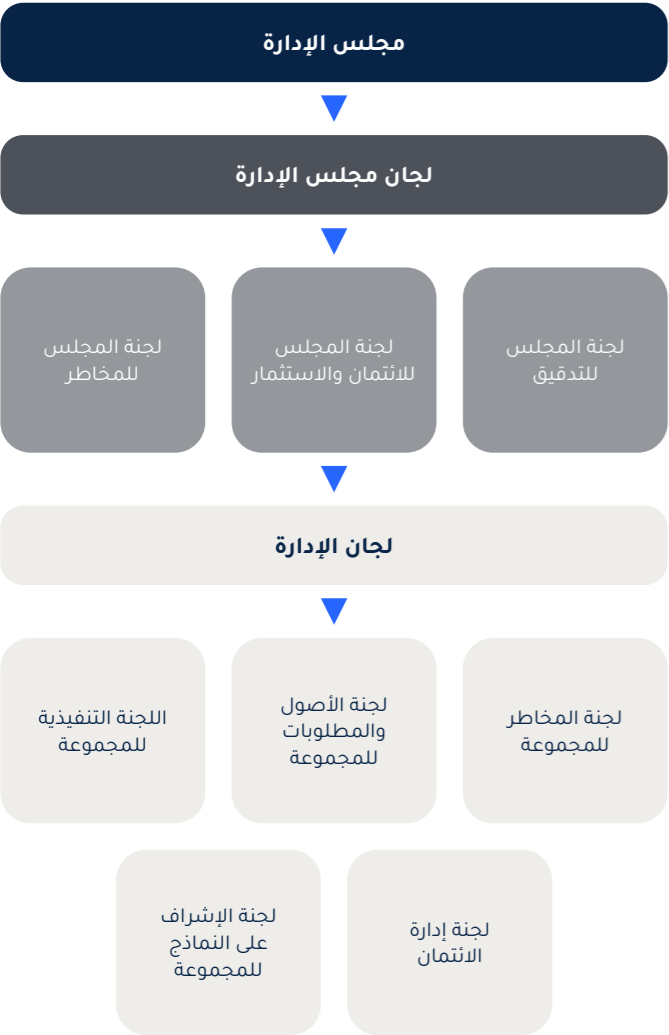 مجلس الإدارة
لجان مجلس الإدارة
لجنة المجلس
للتدقيق
لجنة المجلس
للائتمان والاستثمار
لجنة المجلس
للمخاطر
لجان الإدارة
لجنة المخاطر
للمجموعة
لجنة الأصول
والمطلوبات
للمجموعة
اللجنة التنفيذية
للمجموعة
لجنة إدارة
الائتمان
لجنة الإشراف
على النماذج
للمجموعة